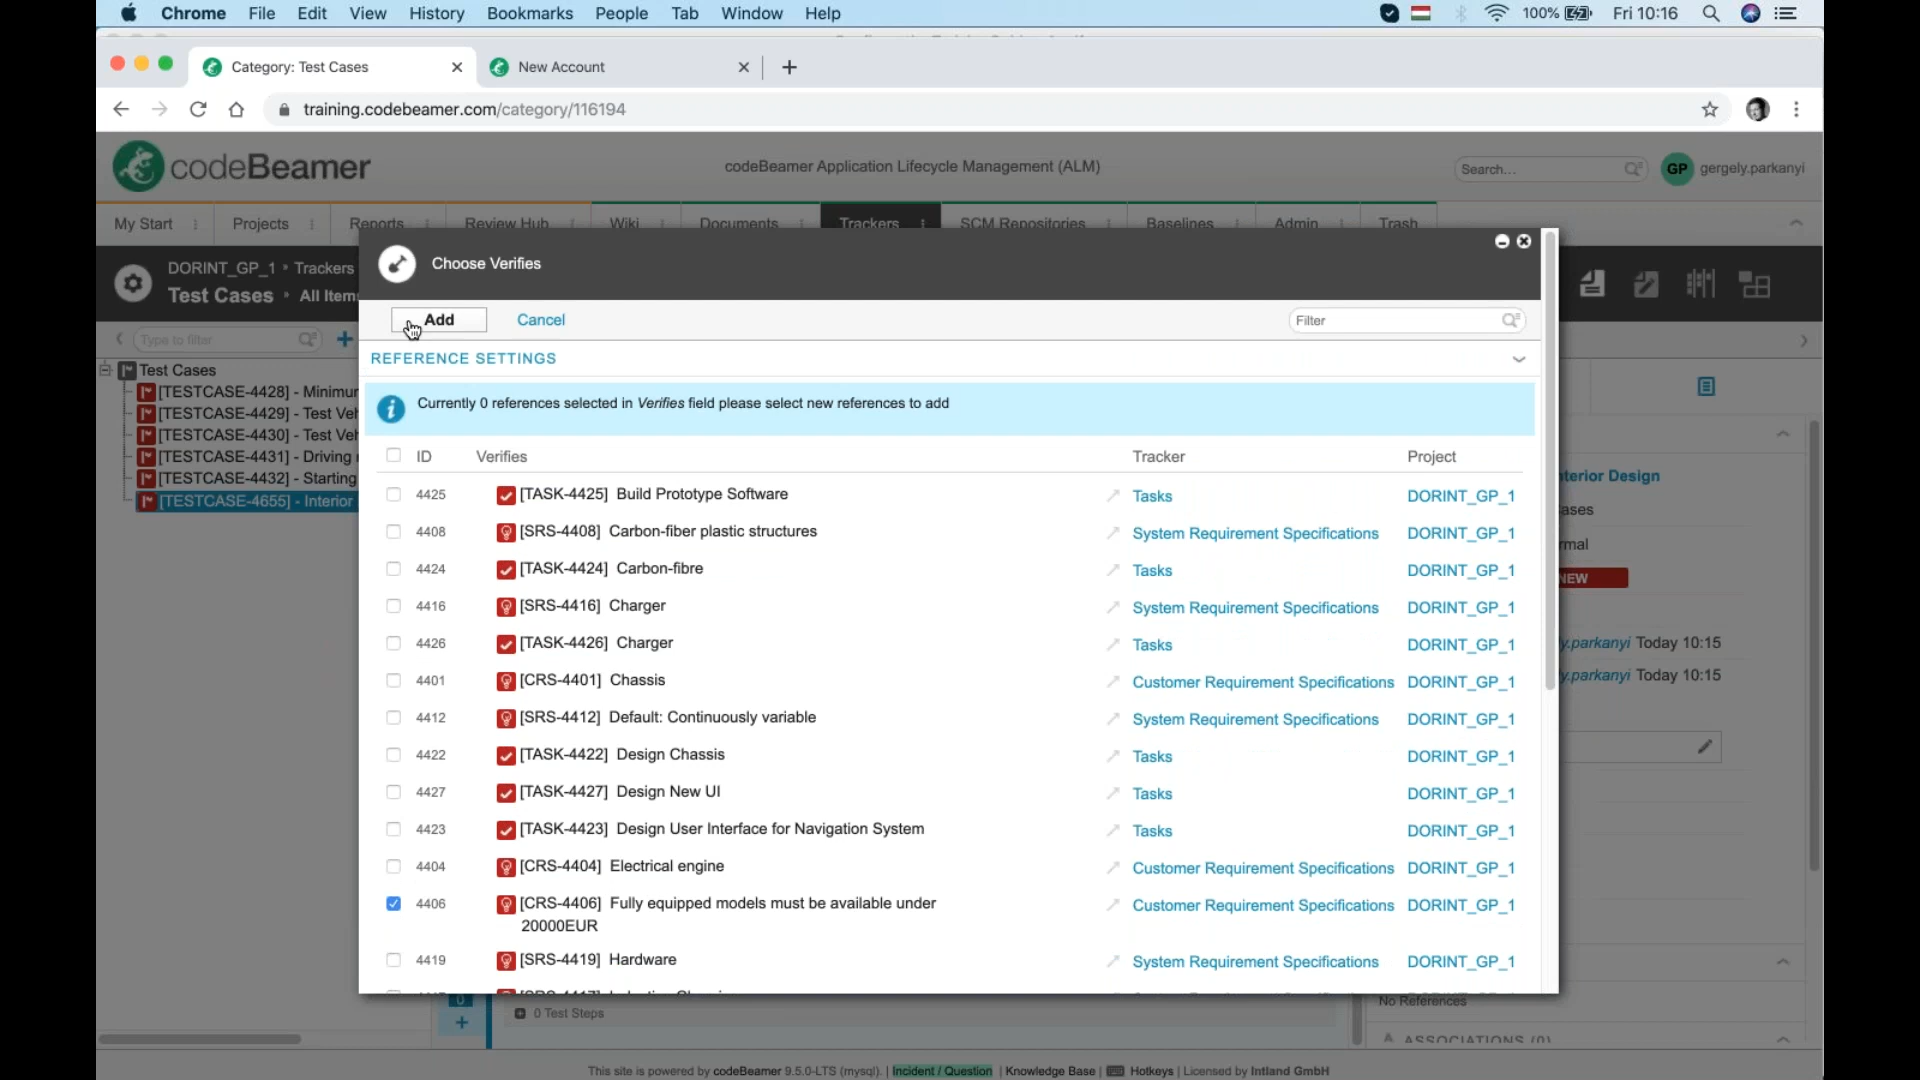 Chrome File Edit View History Bookmarks People Tab Window Help 100% Fri 10:16
Category: Test Cases New Account
training.codebeamer.com/category/116194
codeBeamer codeBeamer Application Lifecycle Management (ALM) Search... GP gergely.parkanyi
My Start Projects Reports Review Hub Wiki Documents Trackers SCM Repositories Baselines Admin Trash
DORINT_GP_1 Trackers
Test Cases All Item
Choose Verifies
Add Cancel Filter
Type to filter
REFERENCE SETTINGS
Test Cases
[TESTCASE-4428] - Minimu
[TESTCASE-4429] - Test Veh
[TESTCASE-4430] - Test Veh
[TESTCASE-4431] - Driving
[TESTCASE-4432] - Starting
[TESTCASE-4655] - Interior
Currently 0 references selected in Verifies field please select new references to add
ID Verifies Tracker Project
4425 [TASK-4425] Build Prototype Software Tasks DORINT_GP_1
4408 [SRS-4408] Carbon-fiber plastic structures System Requirement Specifications DORINT_GP_1
4424 [TASK-4424] Carbon-fibre Tasks DORINT_GP_1
4416 [SRS-4416] Charger System Requirement Specifications DORINT_GP_1
4426 [TASK-4426] Charger Tasks DORINT_GP_1
4401 [CRS-4401] Chassis Customer Requirement Specifications DORINT_GP_1
4412 [SRS-4412] Default: Continuously variable System Requirement Specifications DORINT_GP_1
4422 [TASK-4422] Design Chassis Tasks DORINT_GP_1
4427 [TASK-4427] Design New UI Tasks DORINT_GP_1
4423 [TASK-4423] Design User Interface for Navigation System Tasks DORINT_GP_1
4404 [CRS-4404] Electrical engine Customer Requirement Specifications DORINT_GP_1
4406 [CRS-4406] Fully equipped models must be available under Customer Requirement Specifications DORINT_GP_1
20000EUR
4419 [SRS-4419] Hardware System Requirement Specifications DORINT_GP_1
nterior Design
ases
rmal
NEW
y.parkanyi Today 10:15
y.parkanyi Today 10:15
0
0 Test Steps
No References
ASSOCIATIONS (0)
This site is powered by codeBeamer 9.5.0-LTS (mysql). | Incident / Question | Knowledge Base | Hotkeys | Licensed by Intland GmbH